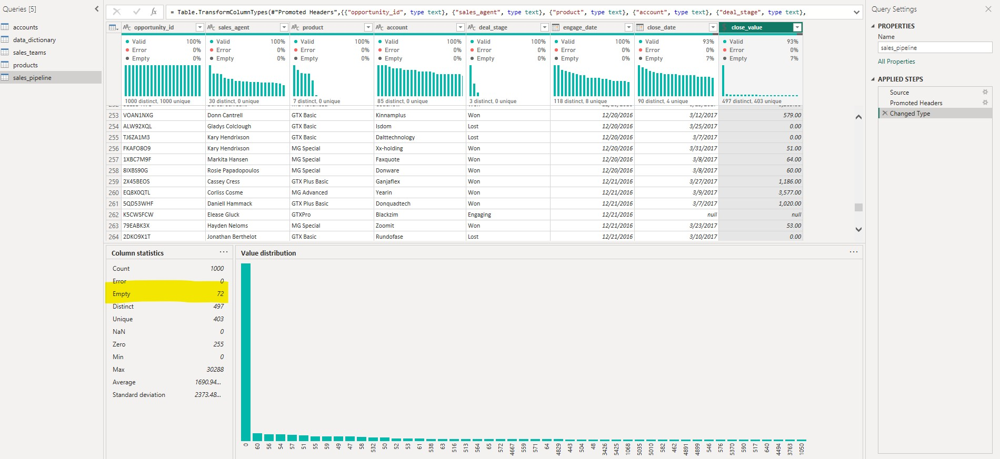 Queries [5]
accounts
data_dictionary
sales_teams
products
sales_pipeline
fx = Table.TransformColumnTypes(#"Promoted Headers",{{"opportunity_id", type text}, {"sales_agent", type text}, {"product", type text}, {"account", type text}, {"deal_stage", type text},
opportunity_id sales_agent product account deal_stage engage_date close_date close_value
Valid 100% Valid 100% Valid 100% Valid 100% Valid 100% Valid 100% Valid 93% Valid 93%
Error 0% Error 0% Error 0% Error 0% Error 0% Error 0% Error 0% Error 0%
Empty 0% Empty 0% Empty 0% Empty 0% Empty 0% Empty 0% Empty 7% Empty 7%
1000 distinct, 1000 unique 30 distinct, 0 unique 7 distinct, 0 unique 85 distinct, 0 unique 3 distinct, 0 unique 118 distinct, 8 unique 90 distinct, 4 unique 497 distinct, 403 unique
253 VOAN1NXG Donn Cantrell GTX Basic Kinnamplus Won 12/20/2016 3/12/2017 579.00
254 ALW92XQL Gladys Colclough GTX Basic Isdom Lost 12/20/2016 3/25/2017 0.00
255 TJ6ZA1M3 Kary Hendrixson GTX Basic Dalttechnology Lost 12/20/2016 3/7/2017 0.00
256 FKAFO8O9 Kary Hendrixson MG Special Xx-holding Won 12/20/2016 3/31/2017 51.00
257 1XBC7M9F Markita Hansen MG Special Faxquote Won 12/20/2016 3/8/2017 64.00
258 8IXBS90G Rosie Papadopoulos MG Special Donware Won 12/20/2016 3/8/2017 60.00
259 2X45BEOS Cassey Cress GTX Plus Basic Ganjaflex Won 12/21/2016 3/27/2017 1,186.00
260 EQ8X0QTL Corliss Cosme MG Advanced Yearin Won 12/21/2016 3/9/2017 3,577.00
261 5QD53WHF Daniell Hammack GTX Plus Basic Donquadtech Won 12/21/2016 3/7/2017 1,020.00
262 K5CWSFCW Elease Gluck GTXPro Blackzim Engaging 12/21/2016 null null
263 79EABK3X Hayden Neloms MG Special Zoomit Won 12/21/2016 3/23/2017 53.00
264 2DKO9X1T Jonathan Berthelot GTX Basic Rundofase Lost 12/21/2016 3/10/2017 0.00
Column statistics
Count 1000
Error 0
Empty 72
Distinct 497
Unique 403
NaN 0
Zero 255
Min 0
Max 30288
Average 1690.94...
Standard deviation 2373.48...
Value distribution
0 60 56 54 57 51 55 59 49 47 58 532 50 52 53 61 538 63 516 513 564 65 572 4667 559 571 64 4829 443 504 48 3426 5425 1068 5035 5010 582 462 4891 4899 546 576 5370 590 517 640 4494 3763 1050
Query Settings
PROPERTIES
Name
sales_pipeline
All Properties
APPLIED STEPS
Source
Promoted Headers
Changed Type